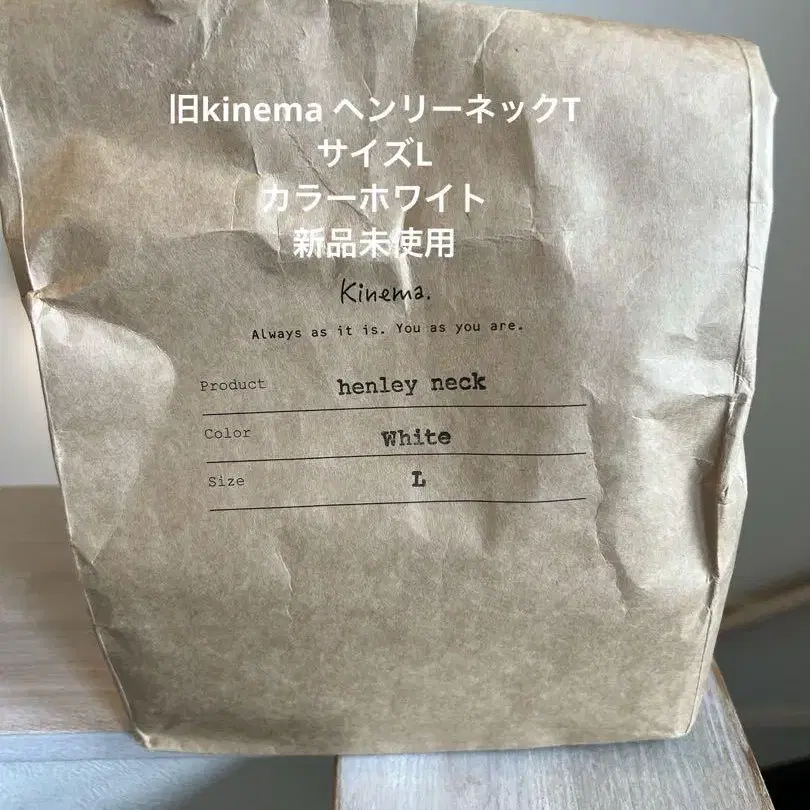 旧kinema ヘンリーネックT
サイズL
カラーホワイト
新品未使用
Kinema.
Always as it is. You as you are.
Product henley neck
Color White
Size L